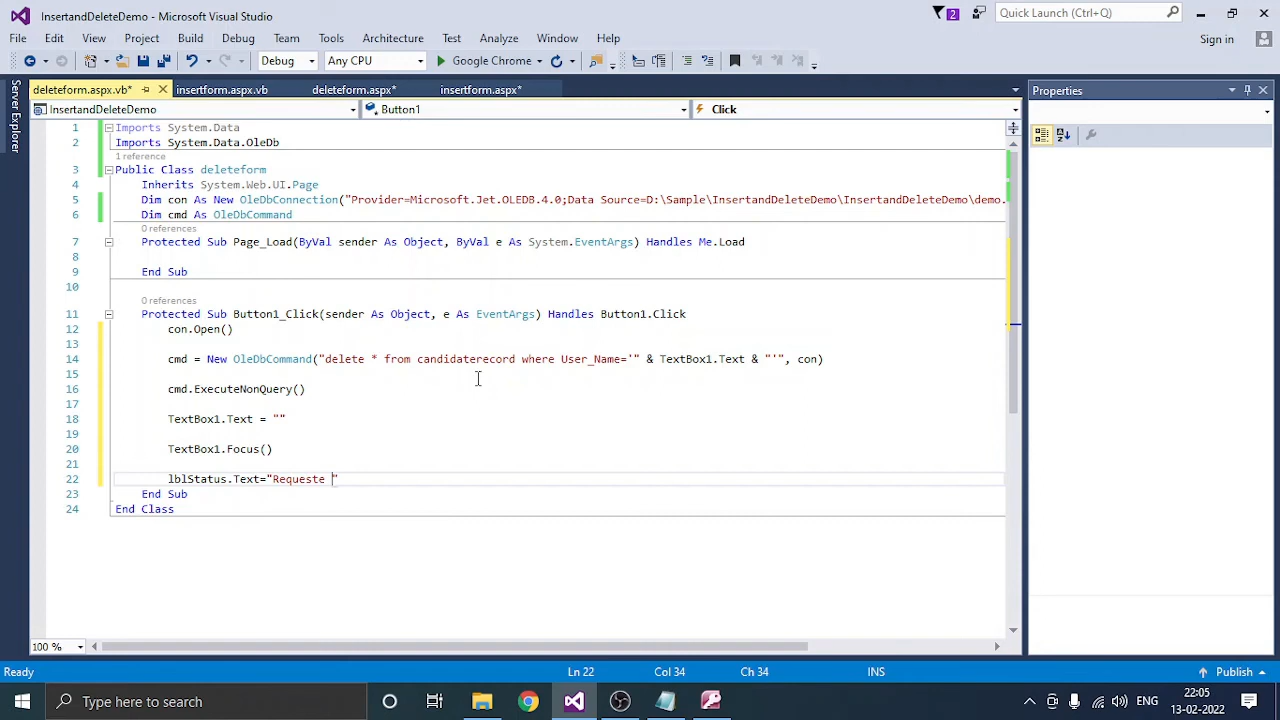 InsertandDeleteDemo - Microsoft Visual Studio
2
Quick Launch (Ctrl+Q)
File Edit View Project Build Debug Team Tools Architecture Test Analyze Window Help
Sign in
Debug Any CPU Google Chrome
Server Explorer
deleteform.aspx.vb* insertform.aspx.vb deleteform.aspx* insertform.aspx*
Properties
InsertandDeleteDemo Button1 Click
1 Imports System.Data
2 Imports System.Data.OleDb
1 reference
3 Public Class deleteform
4 Inherits System.Web.UI.Page
5 Dim con As New OleDbConnection("Provider=Microsoft.Jet.OLEDB.4.0;Data Source=D:\Sample\InsertandDeleteDemo\InsertandDeleteDemo\demo.
6 Dim cmd As OleDbCommand
0 references
7 Protected Sub Page_Load(ByVal sender As Object, ByVal e As System.EventArgs) Handles Me.Load
8
9 End Sub
10
0 references
11 Protected Sub Button1_Click(sender As Object, e As EventArgs) Handles Button1.Click
12 con.Open()
13
14 cmd = New OleDbCommand("delete * from candidaterecord where User_Name='" & TextBox1.Text & "'", con)
15
16 cmd.ExecuteNonQuery()
17
18 TextBox1.Text = ""
19
20 TextBox1.Focus()
21
22 lblStatus.Text="Requeste "
23 End Sub
24 End Class
100 %
Ready Ln 22 Col 34 Ch 34 INS Publish
Type here to search
ENG
22:05
13-02-2022